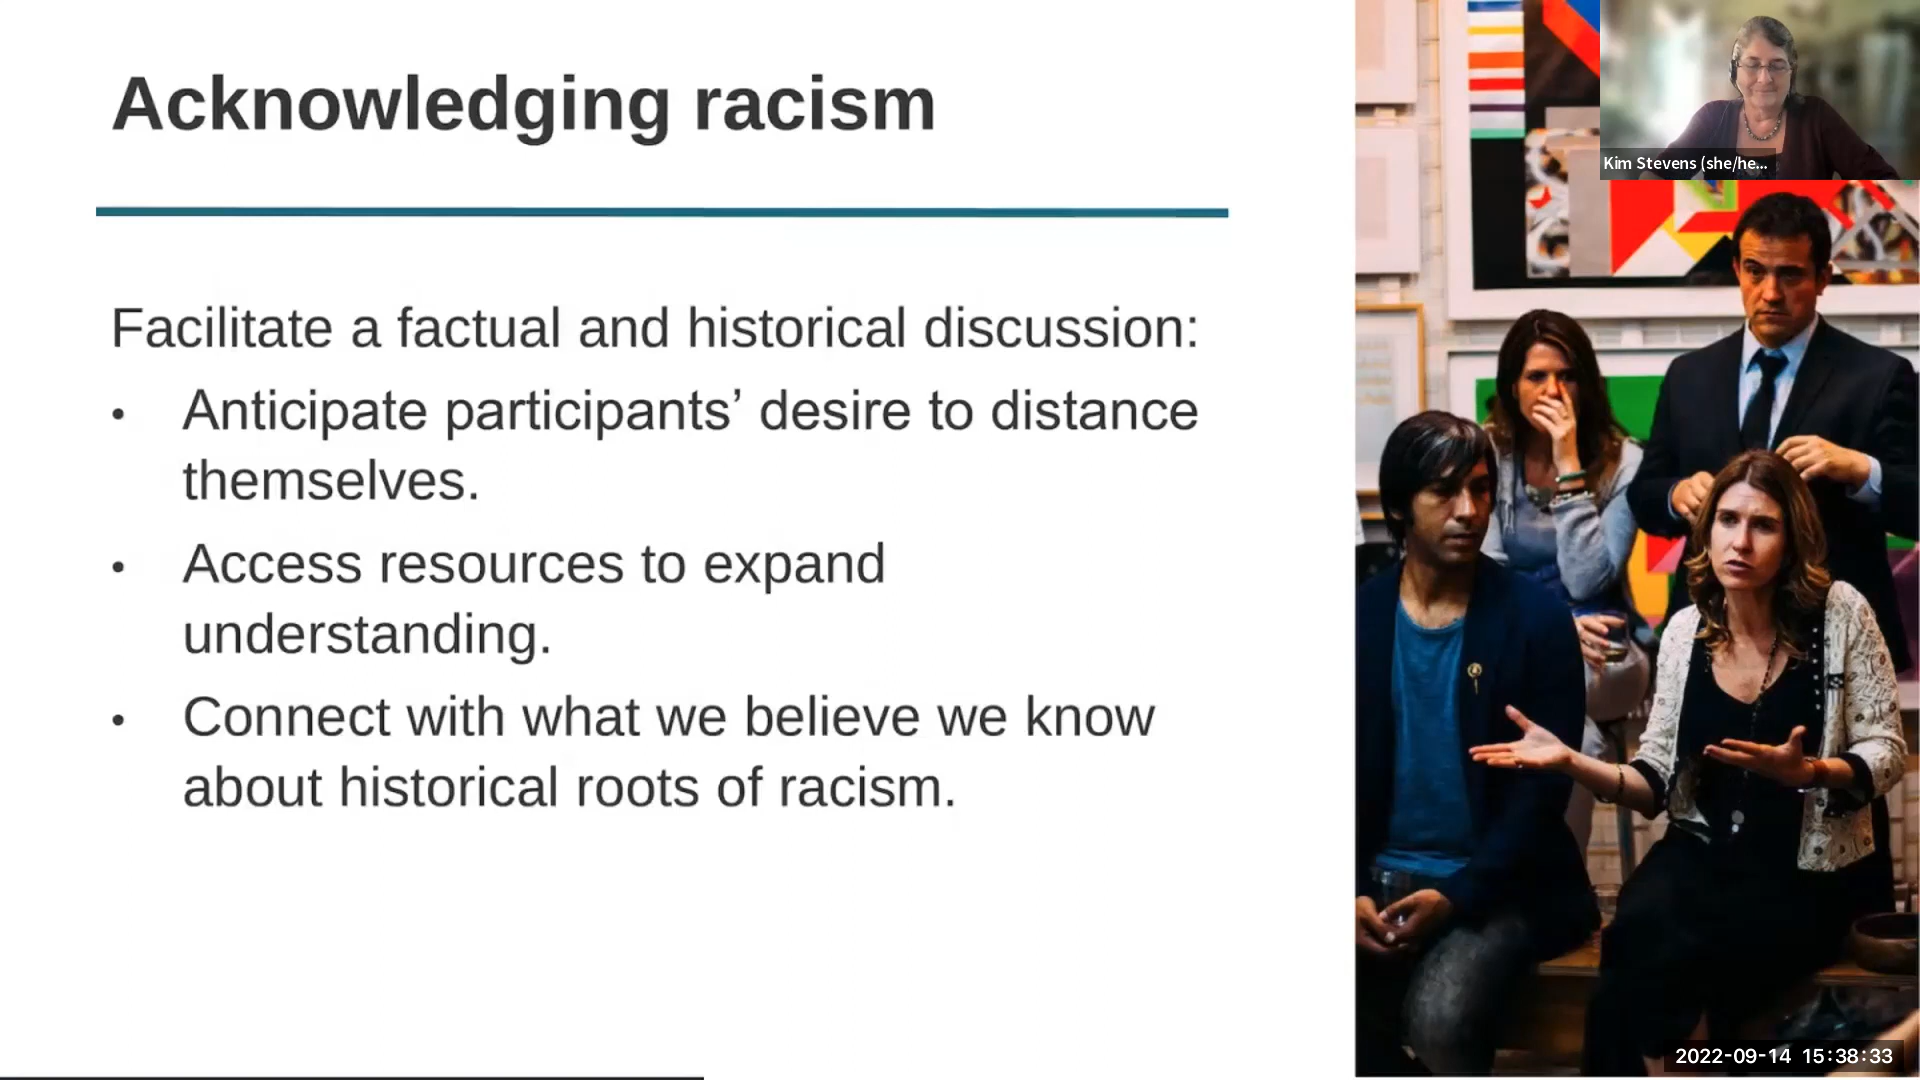 Acknowledging racism
Kim Stevens (she/he...
Facilitate a factual and historical discussion:
• Anticipate participants’ desire to distance
themselves.
• Access resources to expand
understanding.
• Connect with what we believe we know
about historical roots of racism.
2022-09-14 15:38:33